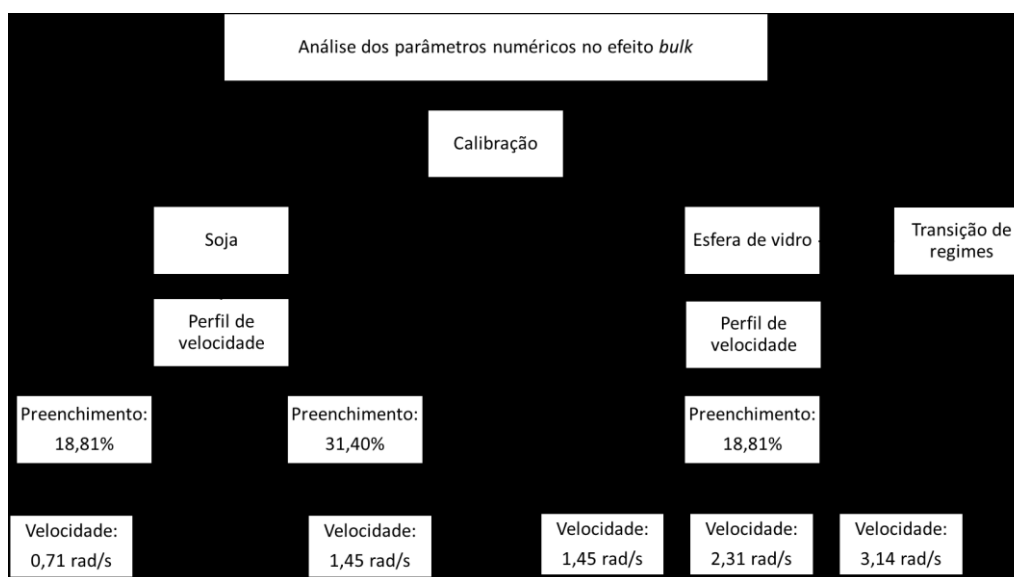 Análise dos parâmetros numéricos no efeito bulk
Calibração
Soja
Esfera de vidro
Transição de
regimes
Perfil de
velocidade
Perfil de
velocidade
Preenchimento:
18,81%
Preenchimento:
31,40%
Preenchimento:
18,81%
Velocidade:
0,71 rad/s
Velocidade:
1,45 rad/s
Velocidade:
1,45 rad/s
Velocidade:
2,31 rad/s
Velocidade:
3,14 rad/s